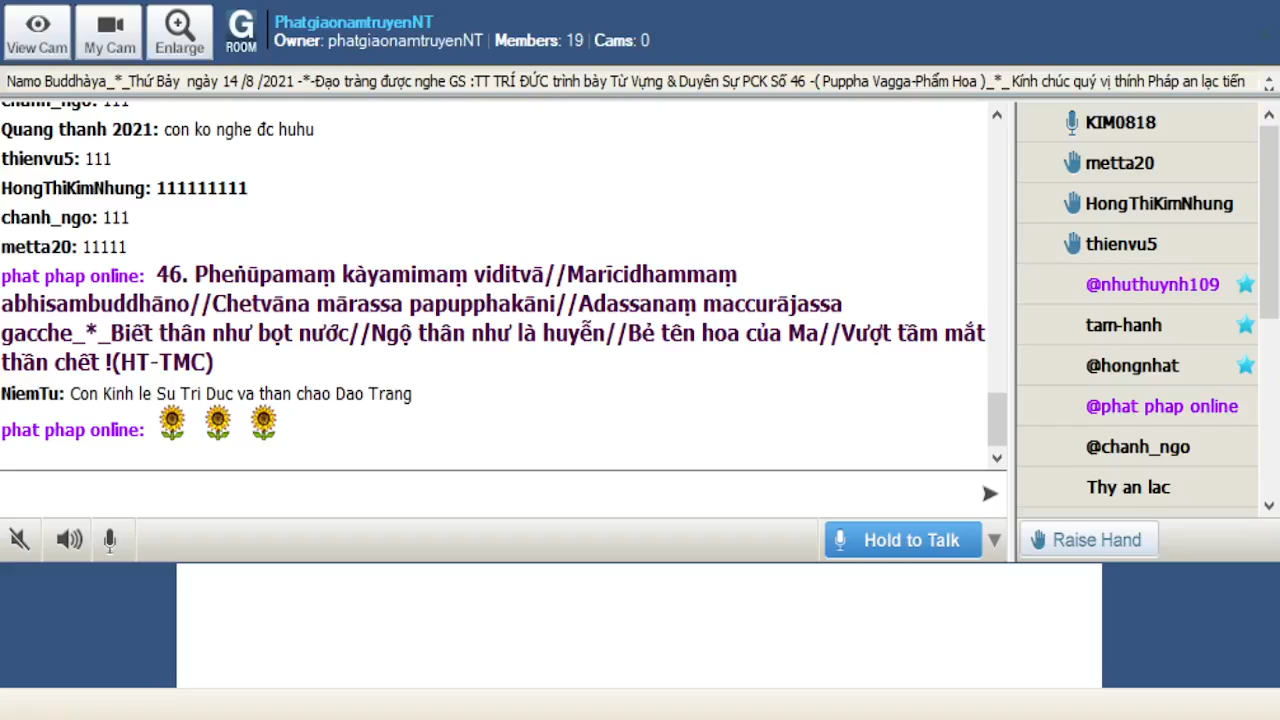 View Cam
My Cam
Enlarge
G
ROOM
PhatgiaonamtruyenNT
Owner: phatgiaonamtruyenNT | Members: 19 | Cams: 0
Namo Buddhàya_*_Thứ Bảy ngày 14 /8 /2021 -*-Đạo tràng được nghe GS :TT TRÍ ĐỨC trình bày Từ Vựng & Duyên Sự PCK Số 46 -( Puppha Vagga-Phẩm Hoa )_*_ Kính chúc quý vị thính Pháp an lạc tiến
chanh_ngo: 111
Quang thanh 2021: con ko nghe đc huhu
thienvu5: 111
HongThiKimNhung: 111111111
chanh_ngo: 111
metta20: 11111
phat phap online: 46. Pheṅūpamaṃ kàyamimaṃ viditvā//Marīcidhammaṃ
abhisambuddhāno//Chetvāna mārassa papupphakāni//Adassanaṃ maccurājassa
gacche_*_Biết thân như bọt nước//Ngộ thân như là huyễn//Bẻ tên hoa của Ma//Vượt tầm mắt
thần chết !(HT-TMC)
NiemTu: Con Kinh le Su Tri Duc va than chao Dao Trang
phat phap online:
KIM0818
metta20
HongThiKimNhung
thienvu5
@nhuthuynh109
tam-hanh
@hongnhat
@phat phap online
@chanh_ngo
Thy an lac
Hold to Talk
Raise Hand